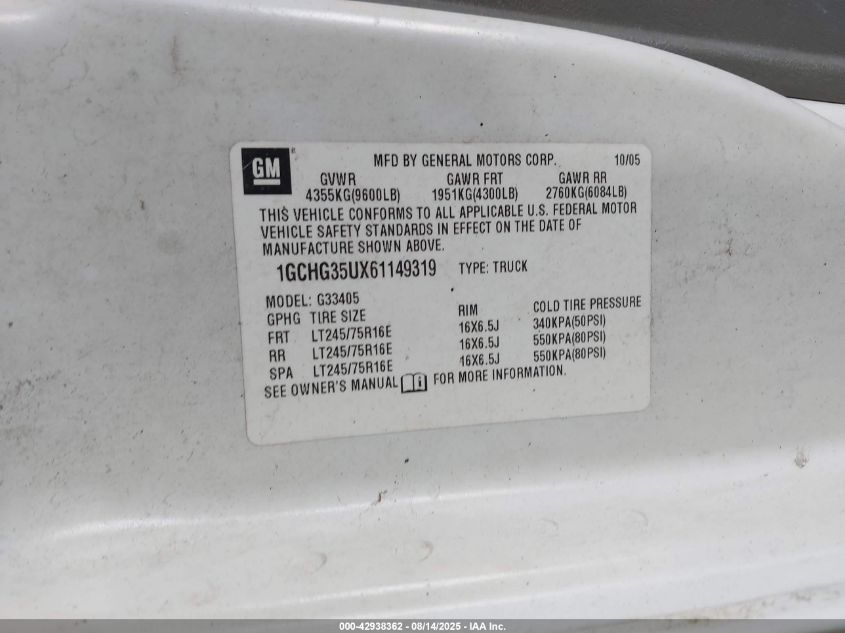 GM
MFD BY GENERAL MOTORS CORP. 10/05
GVWR GAWR FRT GAWR RR
4355KG(9600LB) 1951KG(4300LB) 2760KG(6084LB)
THIS VEHICLE CONFORMS TO ALL APPLICABLE U.S. FEDERAL MOTOR
VEHICLE SAFETY STANDARDS IN EFFECT ON THE DATE OF
MANUFACTURE SHOWN ABOVE.
1GCHG35UX61149319 TYPE: TRUCK
MODEL: G33405
GPHG TIRE SIZE RIM COLD TIRE PRESSURE
FRT LT245/75R16E 16X6.5J 340KPA(50PSI)
RR LT245/75R16E 16X6.5J 550KPA(80PSI)
SPA LT245/75R16E 16X6.5J 550KPA(80PSI)
SEE OWNER'S MANUAL FOR MORE INFORMATION.
000-42938362 - 08/14/2025 - IAA Inc.